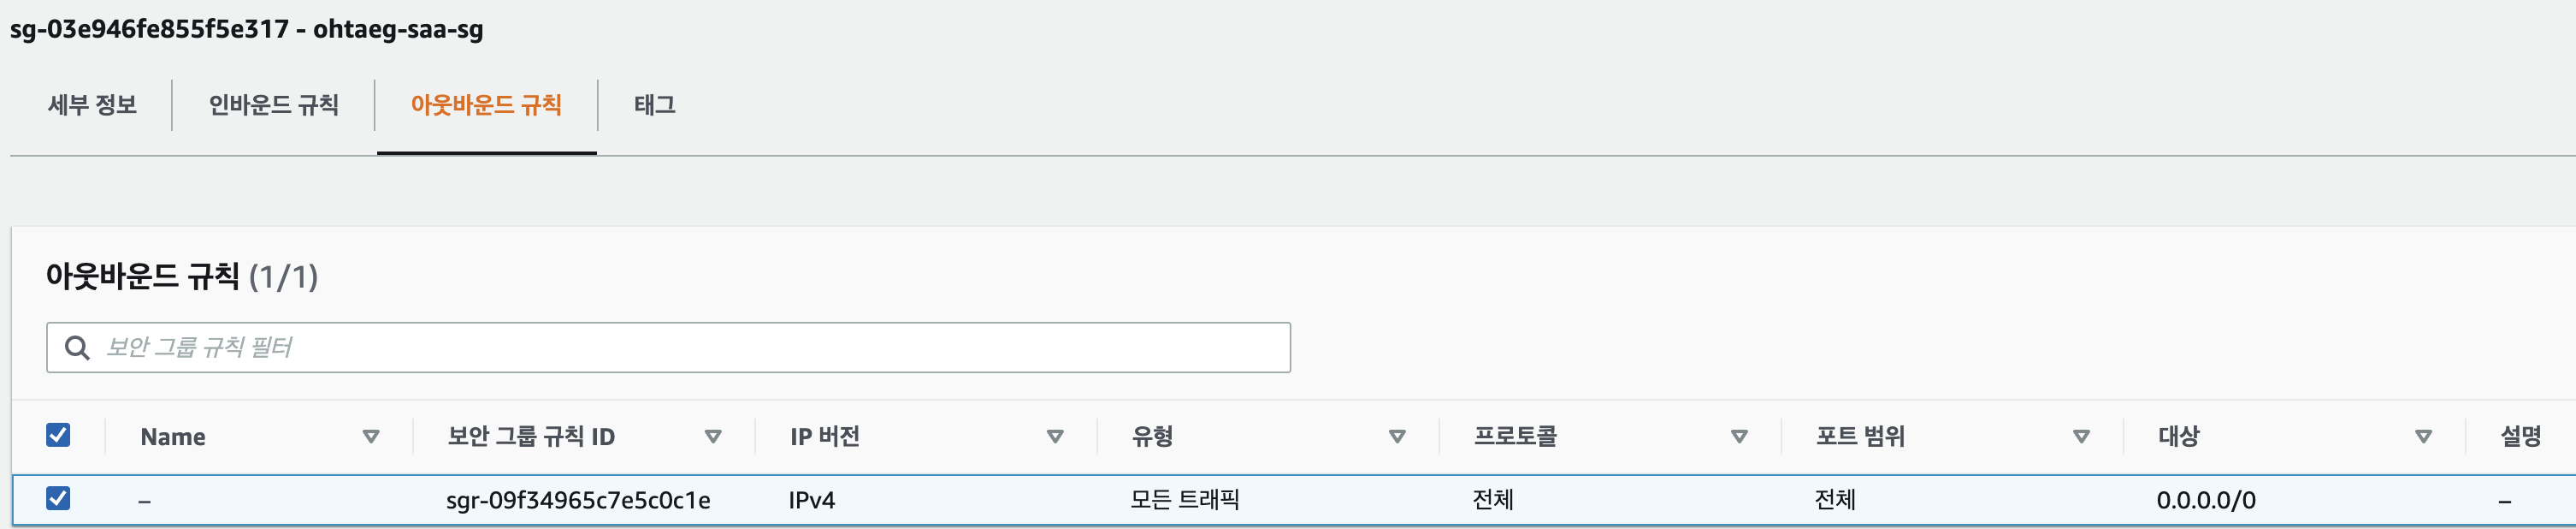 sg-03e946fe855f5e317 - ohtaeg-saa-sg
세부 정보 인바운드 규칙 아웃바운드 규칙 태그
아웃바운드 규칙 (1/1)
보안 그룹 규칙 필터
Name 보안 그룹 규칙 ID IP 버전 유형 프로토콜 포트 범위 대상 설명
– sgr-09f34965c7e5c0c1e IPv4 모든 트래픽 전체 전체 0.0.0.0/0 –